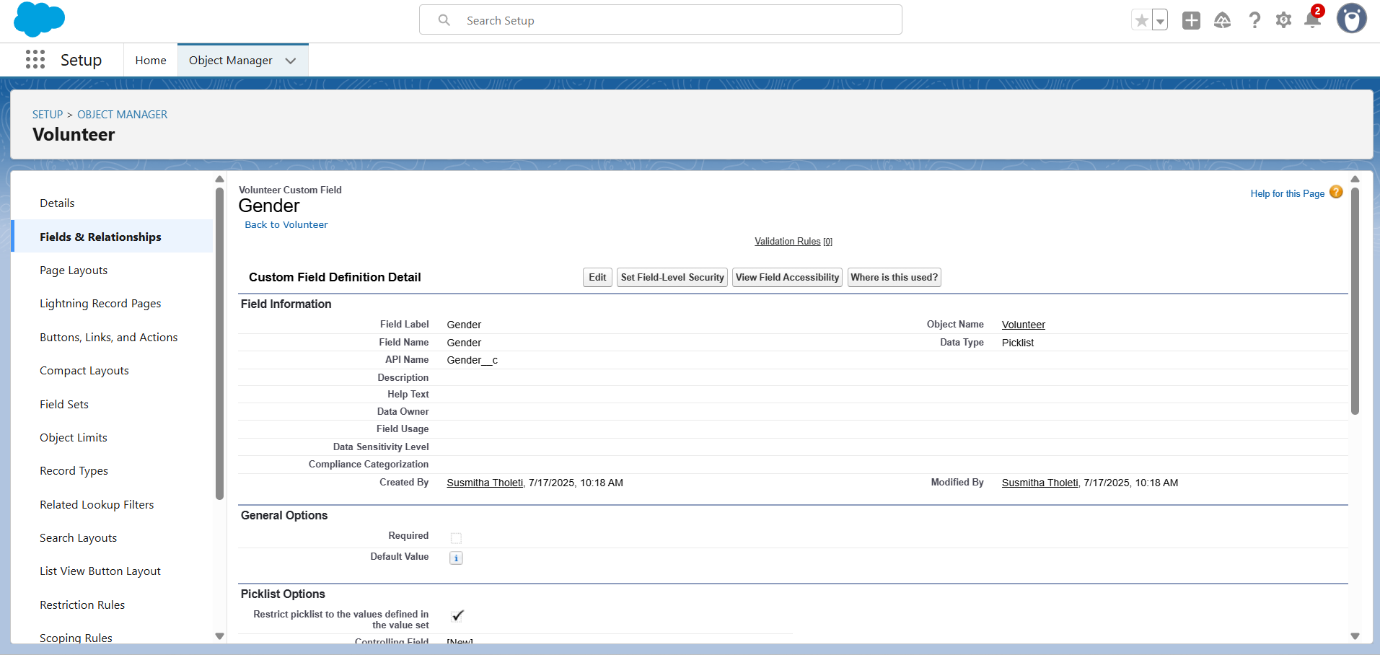 Search Setup
2
Setup
Home
Object Manager
SETUP > OBJECT MANAGER
Volunteer
Details
Fields & Relationships
Page Layouts
Lightning Record Pages
Buttons, Links, and Actions
Compact Layouts
Field Sets
Object Limits
Record Types
Related Lookup Filters
Search Layouts
List View Button Layout
Restriction Rules
Scoping Rules
Volunteer Custom Field
Gender
Help for this Page ?
Back to Volunteer
Validation Rules [0]
Custom Field Definition Detail
Edit
Set Field-Level Security
View Field Accessibility
Where is this used?
Field Information
Field Label Gender
Object Name Volunteer
Field Name Gender
Data Type Picklist
API Name Gender__c
Description
Help Text
Data Owner
Field Usage
Data Sensitivity Level
Compliance Categorization
Created By Susmitha Tholeti, 7/17/2025, 10:18 AM
Modified By Susmitha Tholeti, 7/17/2025, 10:18 AM
General Options
Required
Default Value i
Picklist Options
Restrict picklist to the values defined in
the value set
Controlling Field [New]